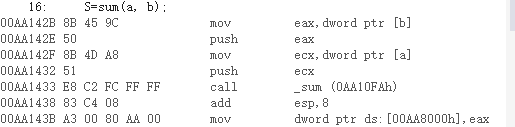 16:      S=sum(a, b);
00AA142B 8B 45 9C             mov         eax,dword ptr [b]
00AA142E 50                   push        eax
00AA142F 8B 4D A8             mov         ecx,dword ptr [a]
00AA1432 51                   push        ecx
00AA1433 E8 C2 FC FF FF       call        _sum (0AA10FAh)
00AA1438 83 C4 08             add         esp,8
00AA143B A3 00 80 AA 00       mov         dword ptr ds:[00AA8000h],eax